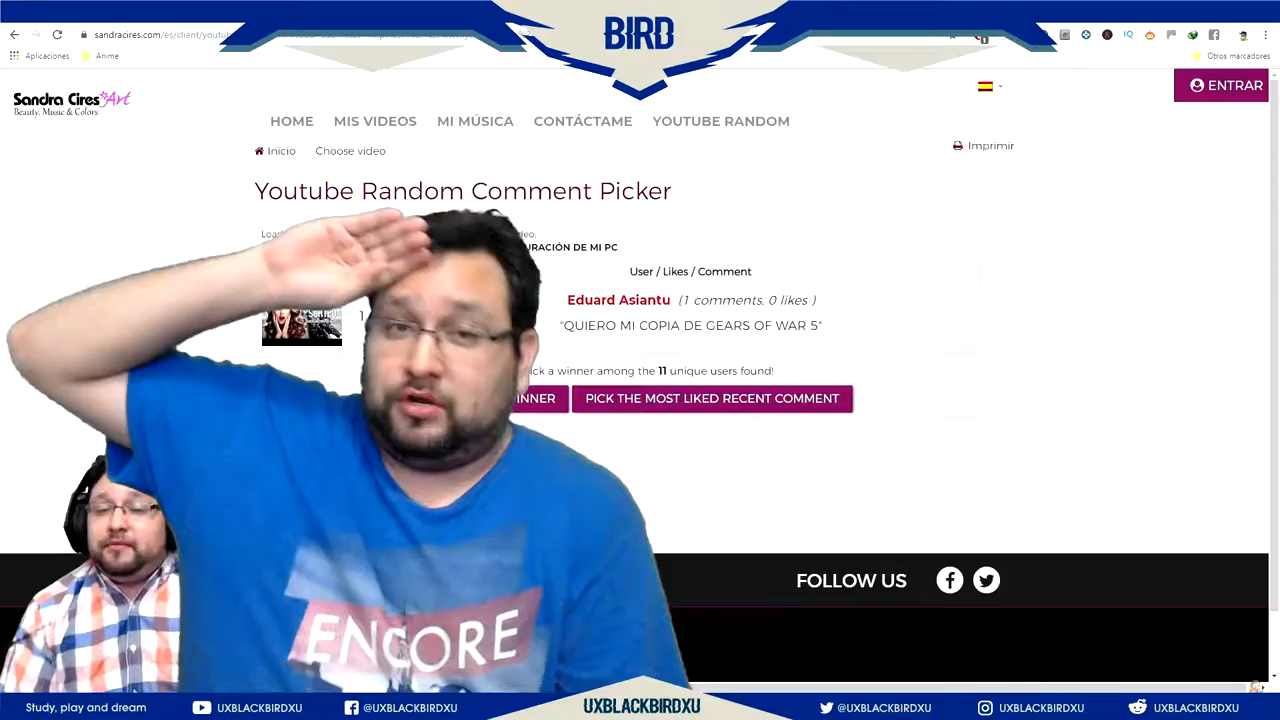 BIRD
sandracires.com/es/client/youtub
Aplicaciones
Anime
Otros marcadores
Sandra Cires Art
Beauty, Music & Colors
ENTRAR
HOME
MIS VIDEOS
MI MÚSICA
CONTÁCTAME
YOUTUBE RANDOM
Inicio
Choose video
Imprimir
Youtube Random Comment Picker
deo:
URACIÓN DE MI PC
User / Likes / Comment
Eduard Asiantu (1 comments, 0 likes )
1
"QUIERO MI COPIA DE GEARS OF WAR 5"
ck a winner among the 11 unique users found!
INNER
PICK THE MOST LIKED RECENT COMMENT
FOLLOW US
ENCORE
Study, play and dream
UXBLACKBIRDXU
@UXBLACKBIRDXU
UXBLACKBIRDXU
@UXBLACKBIRDXU
UXBLACKBIRDXU
UXBLACKBIRDXU